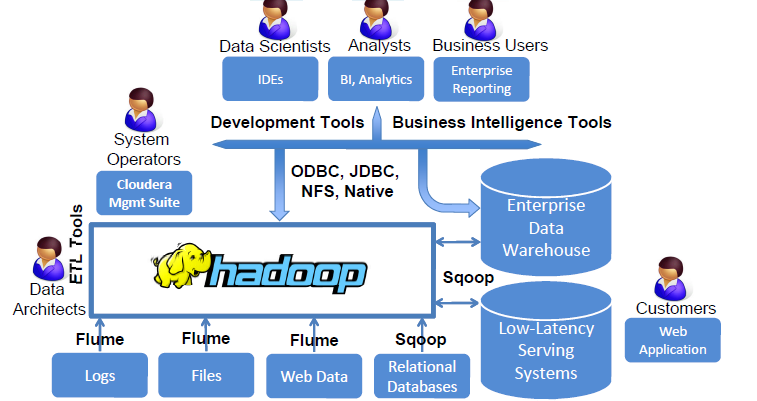 Data Scientists
Analysts
Business Users
IDEs
BI, Analytics
Enterprise
Reporting
Development Tools
Business Intelligence Tools
System
Operators
Cloudera
Mgmt Suite
ODBC, JDBC,
NFS, Native
Enterprise
Data
Warehouse
ETL Tools
hadoop
Data
Architects
Sqoop
Customers
Web
Application
Low-Latency
Serving
Systems
Flume
Flume
Flume
Sqoop
Logs
Files
Web Data
Relational
Databases